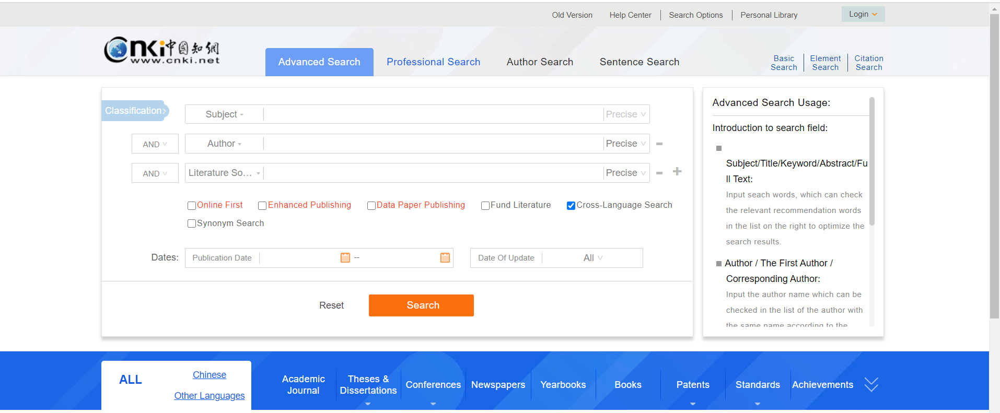 Old Version
Help Center
Search Options
Personal Library
Login
cnki中国知網
www.cnki.net
Advanced Search
Professional Search
Author Search
Sentence Search
Basic
Search
Element
Search
Citation
Search
Classification
Subject
Precise
AND
Author
Precise
AND
Literature So...
Precise
Online First
Enhanced Publishing
Data Paper Publishing
Fund Literature
Cross-Language Search
Synonym Search
Dates:
Publication Date
--
Date Of Update
All
Reset
Search
Advanced Search Usage:
Introduction to search field:
Subject/Title/Keyword/Abstract/Fu
ll Text:
Input seach words, which can check
the relevant recommendation words
in the list on the right to optimize the
search results.
Author / The First Author /
Corresponding Author:
Input the author name which can be
checked in the list of the author with
the same name according to the
ALL
Chinese
Other Languages
Academic
Journal
Theses &
Dissertations
Conferences
Newspapers
Yearbooks
Books
Patents
Standards
Achievements